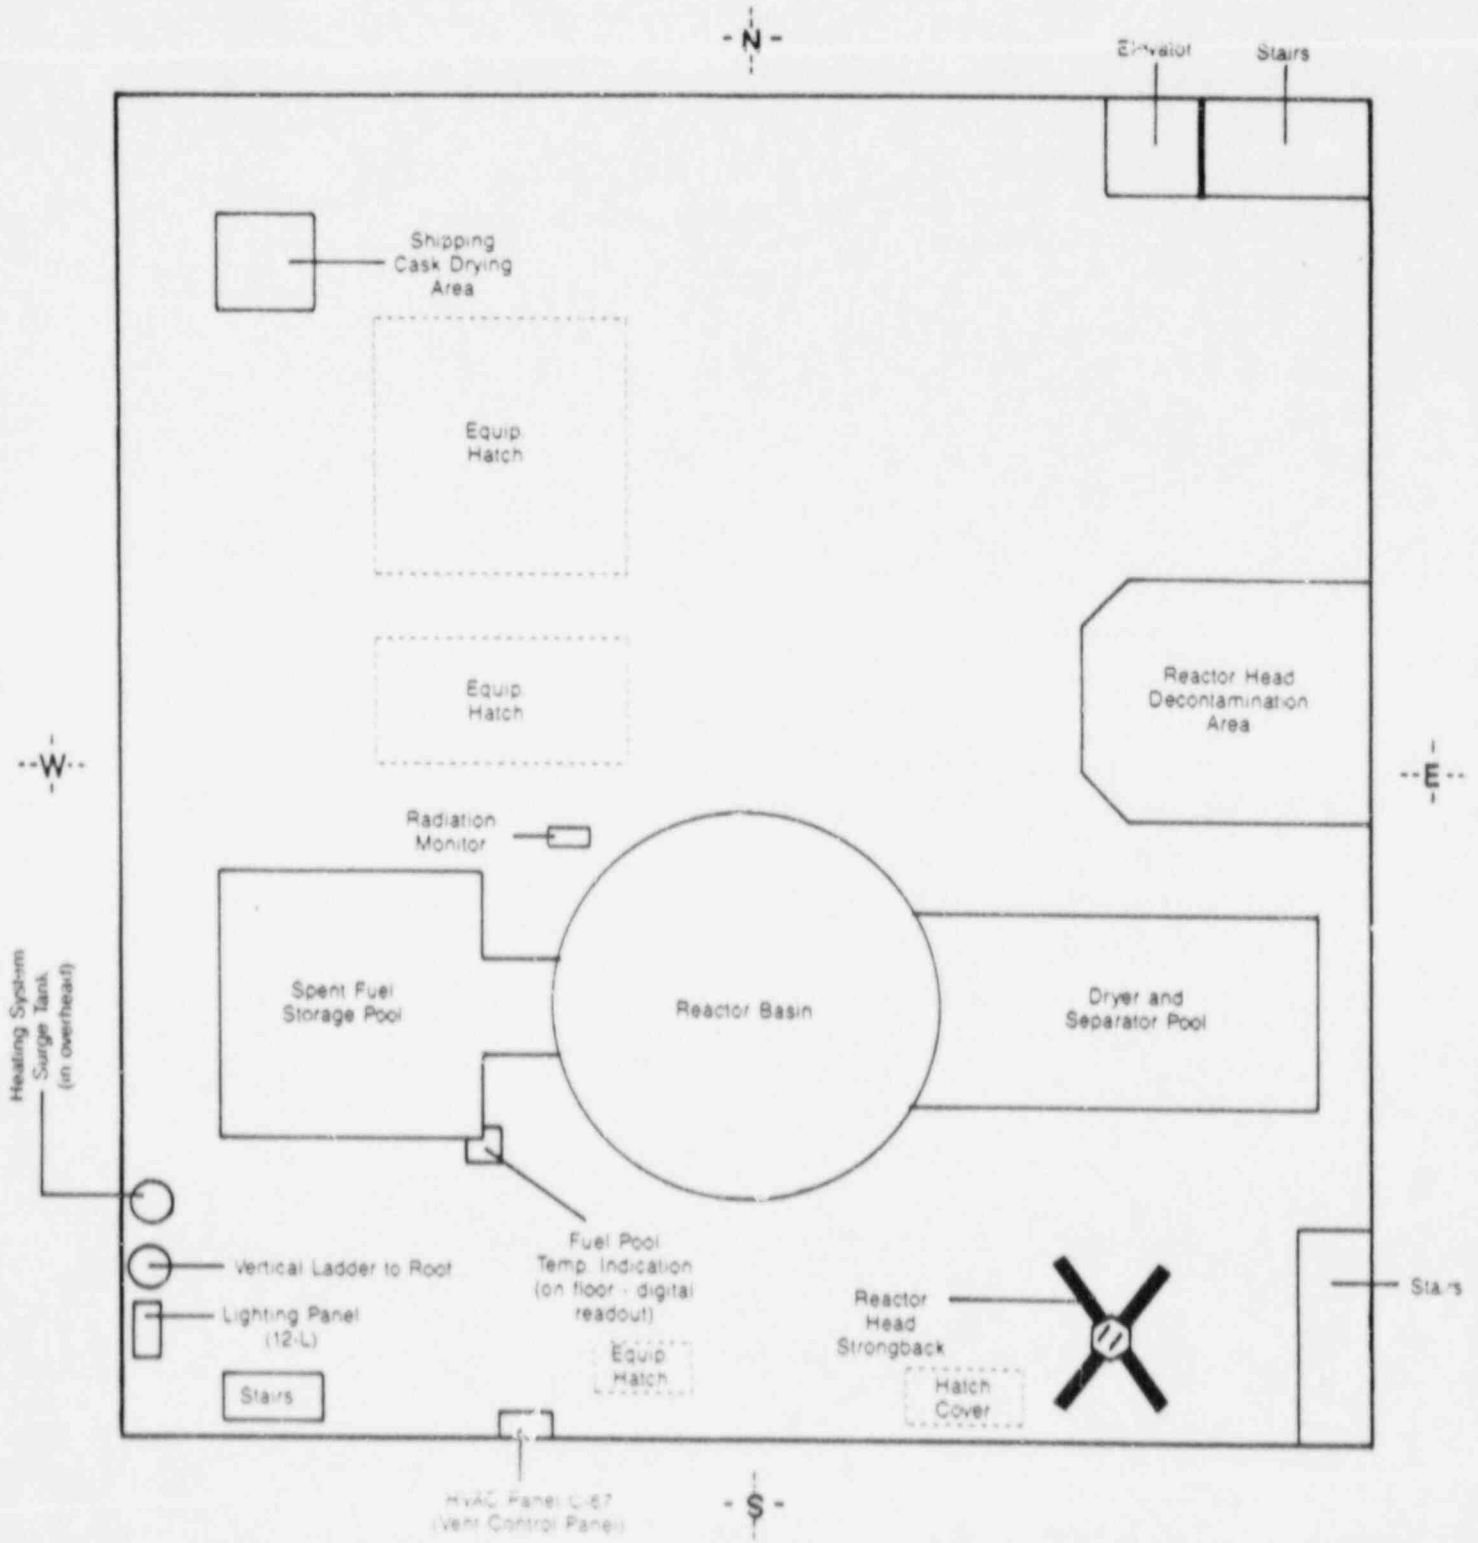 N
Elevator
Stairs
Shipping
Cask Drying
Area
Equip.
Hatch
Equip.
Hatch
Reactor Head
Decontamination
Area
W
E
Radiation
Monitor
Heating System
Surge Tank
(in overhead)
Spent Fuel
Storage Pool
Reactor Basin
Dryer and
Separator Pool
Fuel Pool
Temp. Indication
(on floor - digital
readout)
Vertical Ladder to Roof
Lighting Panel
(12-L)
Reactor
Head
Strongback
Stairs
Equip.
Hatch
Hatch
Cover
Stairs
HVAC Panel C-67
(Vent Control Panel)
S